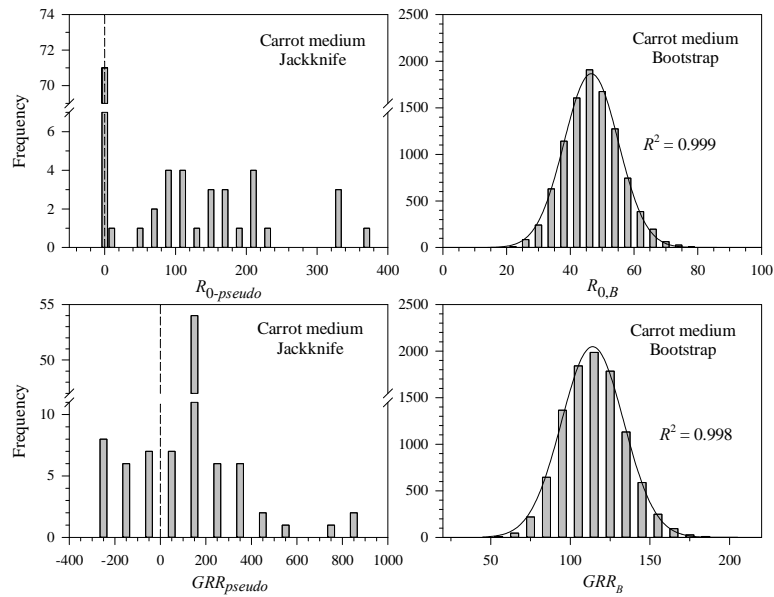 74
72
70
6
4
2
0
Frequency
Carrot medium
Jackknife
0 100 200 300 400
R0-pseudo
2500
2000
1500
1000
500
0
Carrot medium
Bootstrap
R² = 0.999
0 20 40 60 80 100
R0,B
55
50
10
5
0
Frequency
Carrot medium
Jackknife
-400 -200 0 200 400 600 800 1000
GRRpseudo
2500
2000
1500
1000
500
0
Carrot medium
Bootstrap
R² = 0.998
50 100 150 200
GRRB